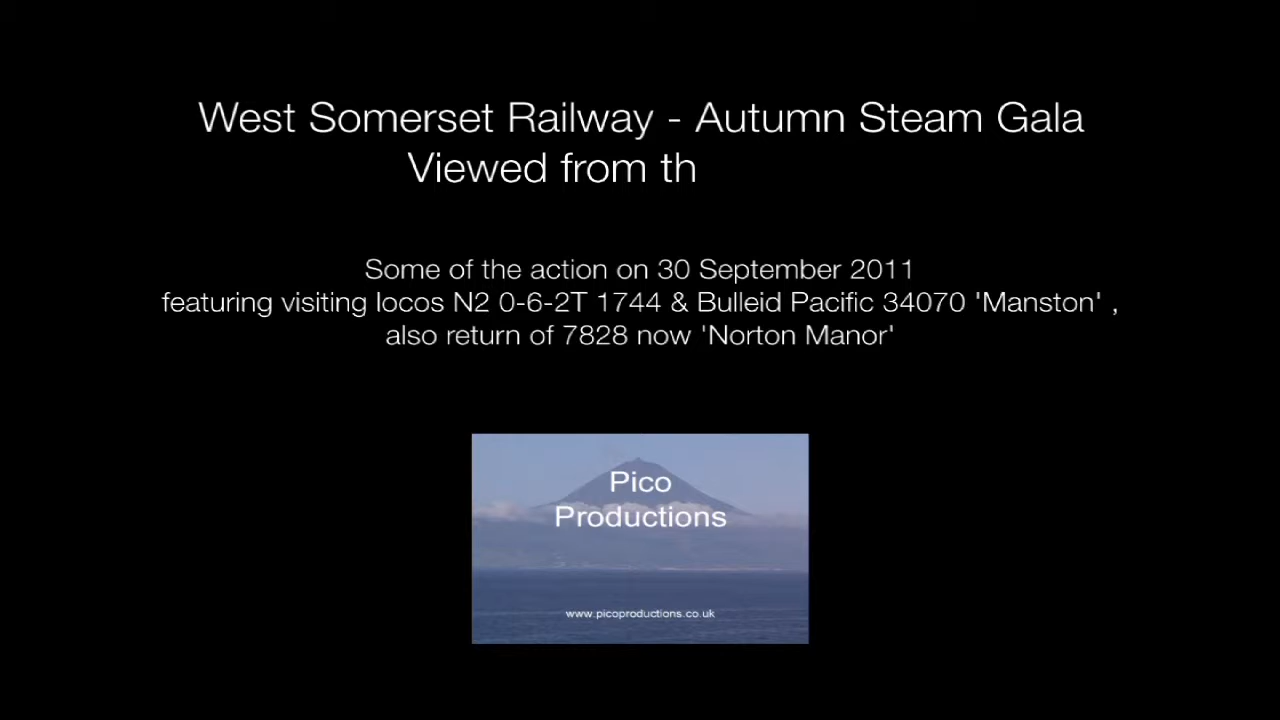 West Somerset Railway - Autumn Steam Gala
Viewed from th
Some of the action on 30 September 2011
featuring visiting locos N2 0-6-2T 1744 & Bulleid Pacific 34070 'Manston' ,
also return of 7828 now 'Norton Manor'
Pico
Productions
www.picoproductions.co.uk